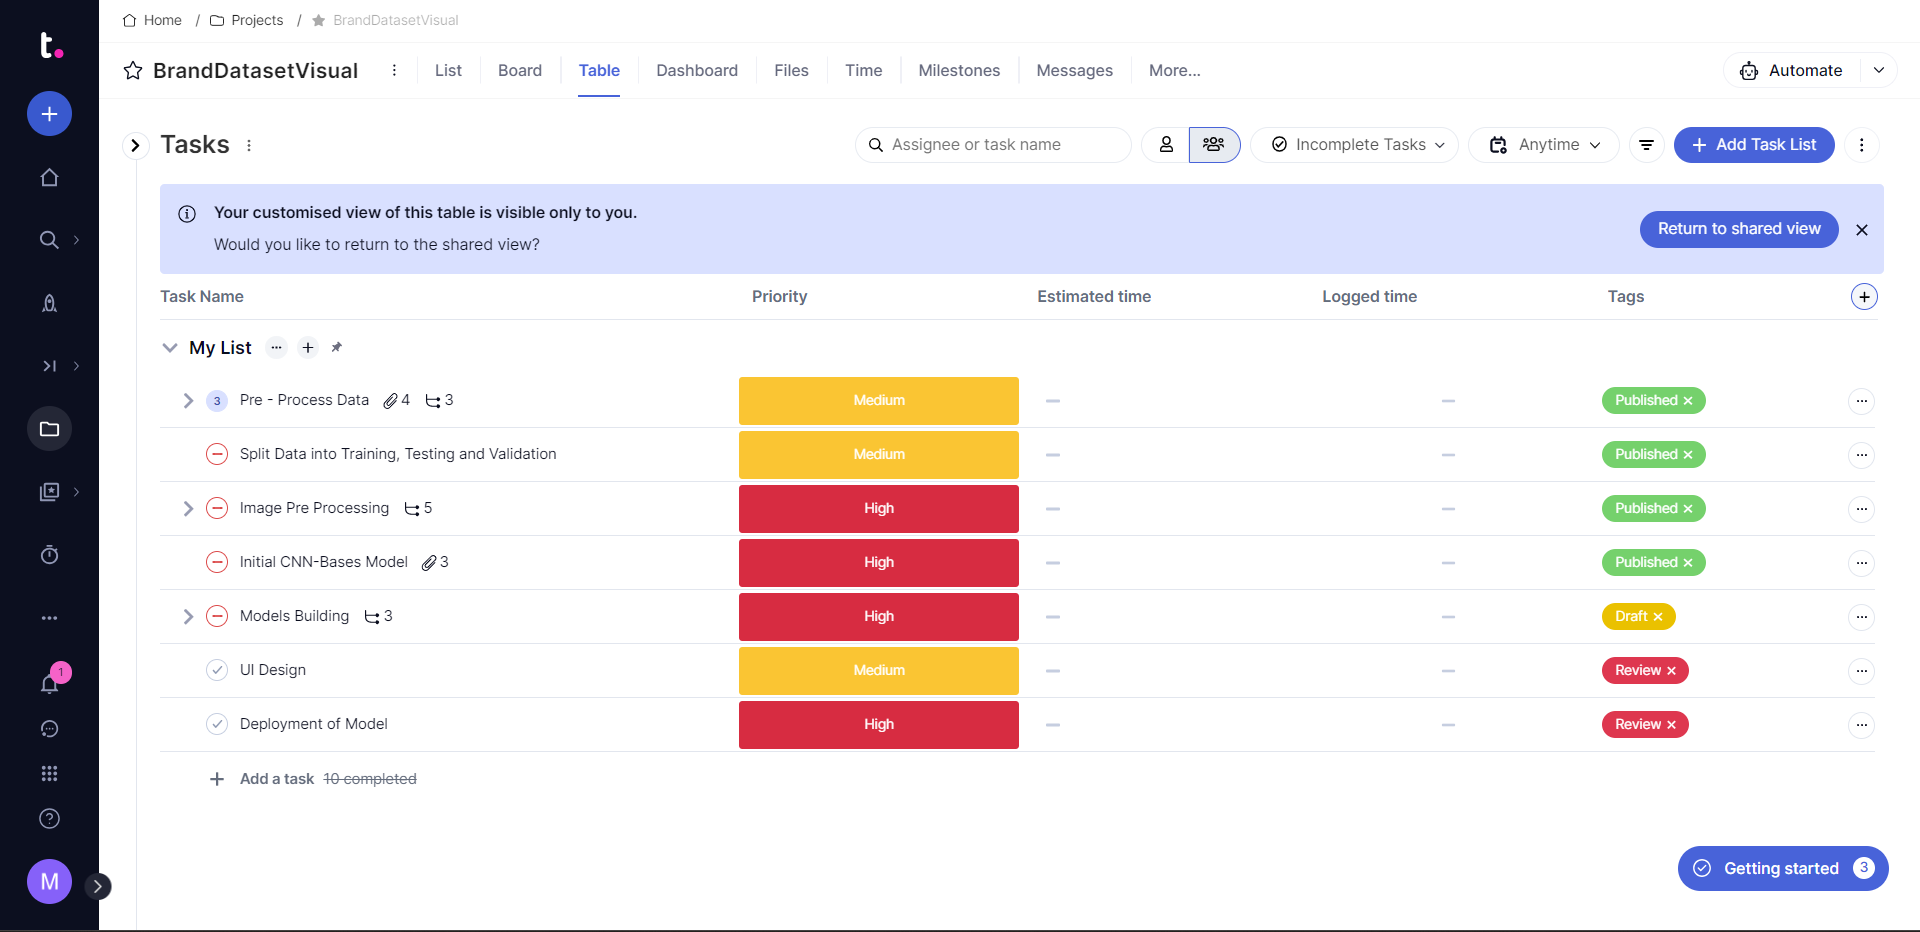 t.
Home / Projects / BrandDatasetVisual
BrandDatasetVisual List Board Table Dashboard Files Time Milestones Messages More... Automate
Tasks Assignee or task name Incomplete Tasks Anytime + Add Task List
Your customised view of this table is visible only to you.
Would you like to return to the shared view?
Return to shared view
Task Name Priority Estimated time Logged time Tags
My List
3 Pre - Process Data 4 3 Medium Published
Split Data into Training, Testing and Validation Medium Published
Image Pre Processing 5 High Published
Initial CNN-Bases Model 3 High Published
Models Building 3 High Draft
UI Design Medium Review
Deployment of Model High Review
Add a task 10 completed
1
M
Getting started 3